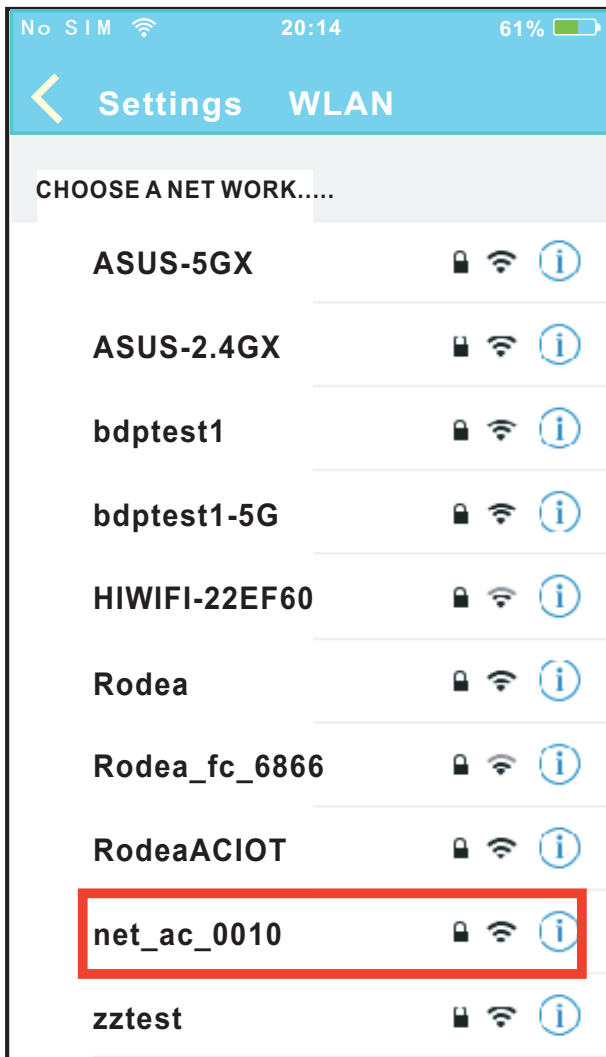 No SIM 20:14 61%
Settings WLAN
CHOOSE A NET WORK.....
ASUS-5GX
ASUS-2.4GX
bdptest1
bdptest1-5G
HIWIFI-22EF60
Rodea
Rodea_fc_6866
RodeaACIOT
net_ac_0010
zztest